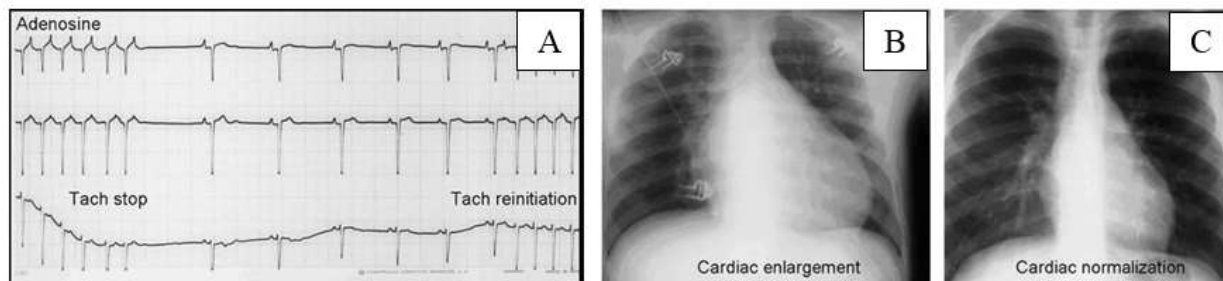 Adenosine
A
Tach stop
Tach reinitiation
B
Cardiac enlargement
C
Cardiac normalization